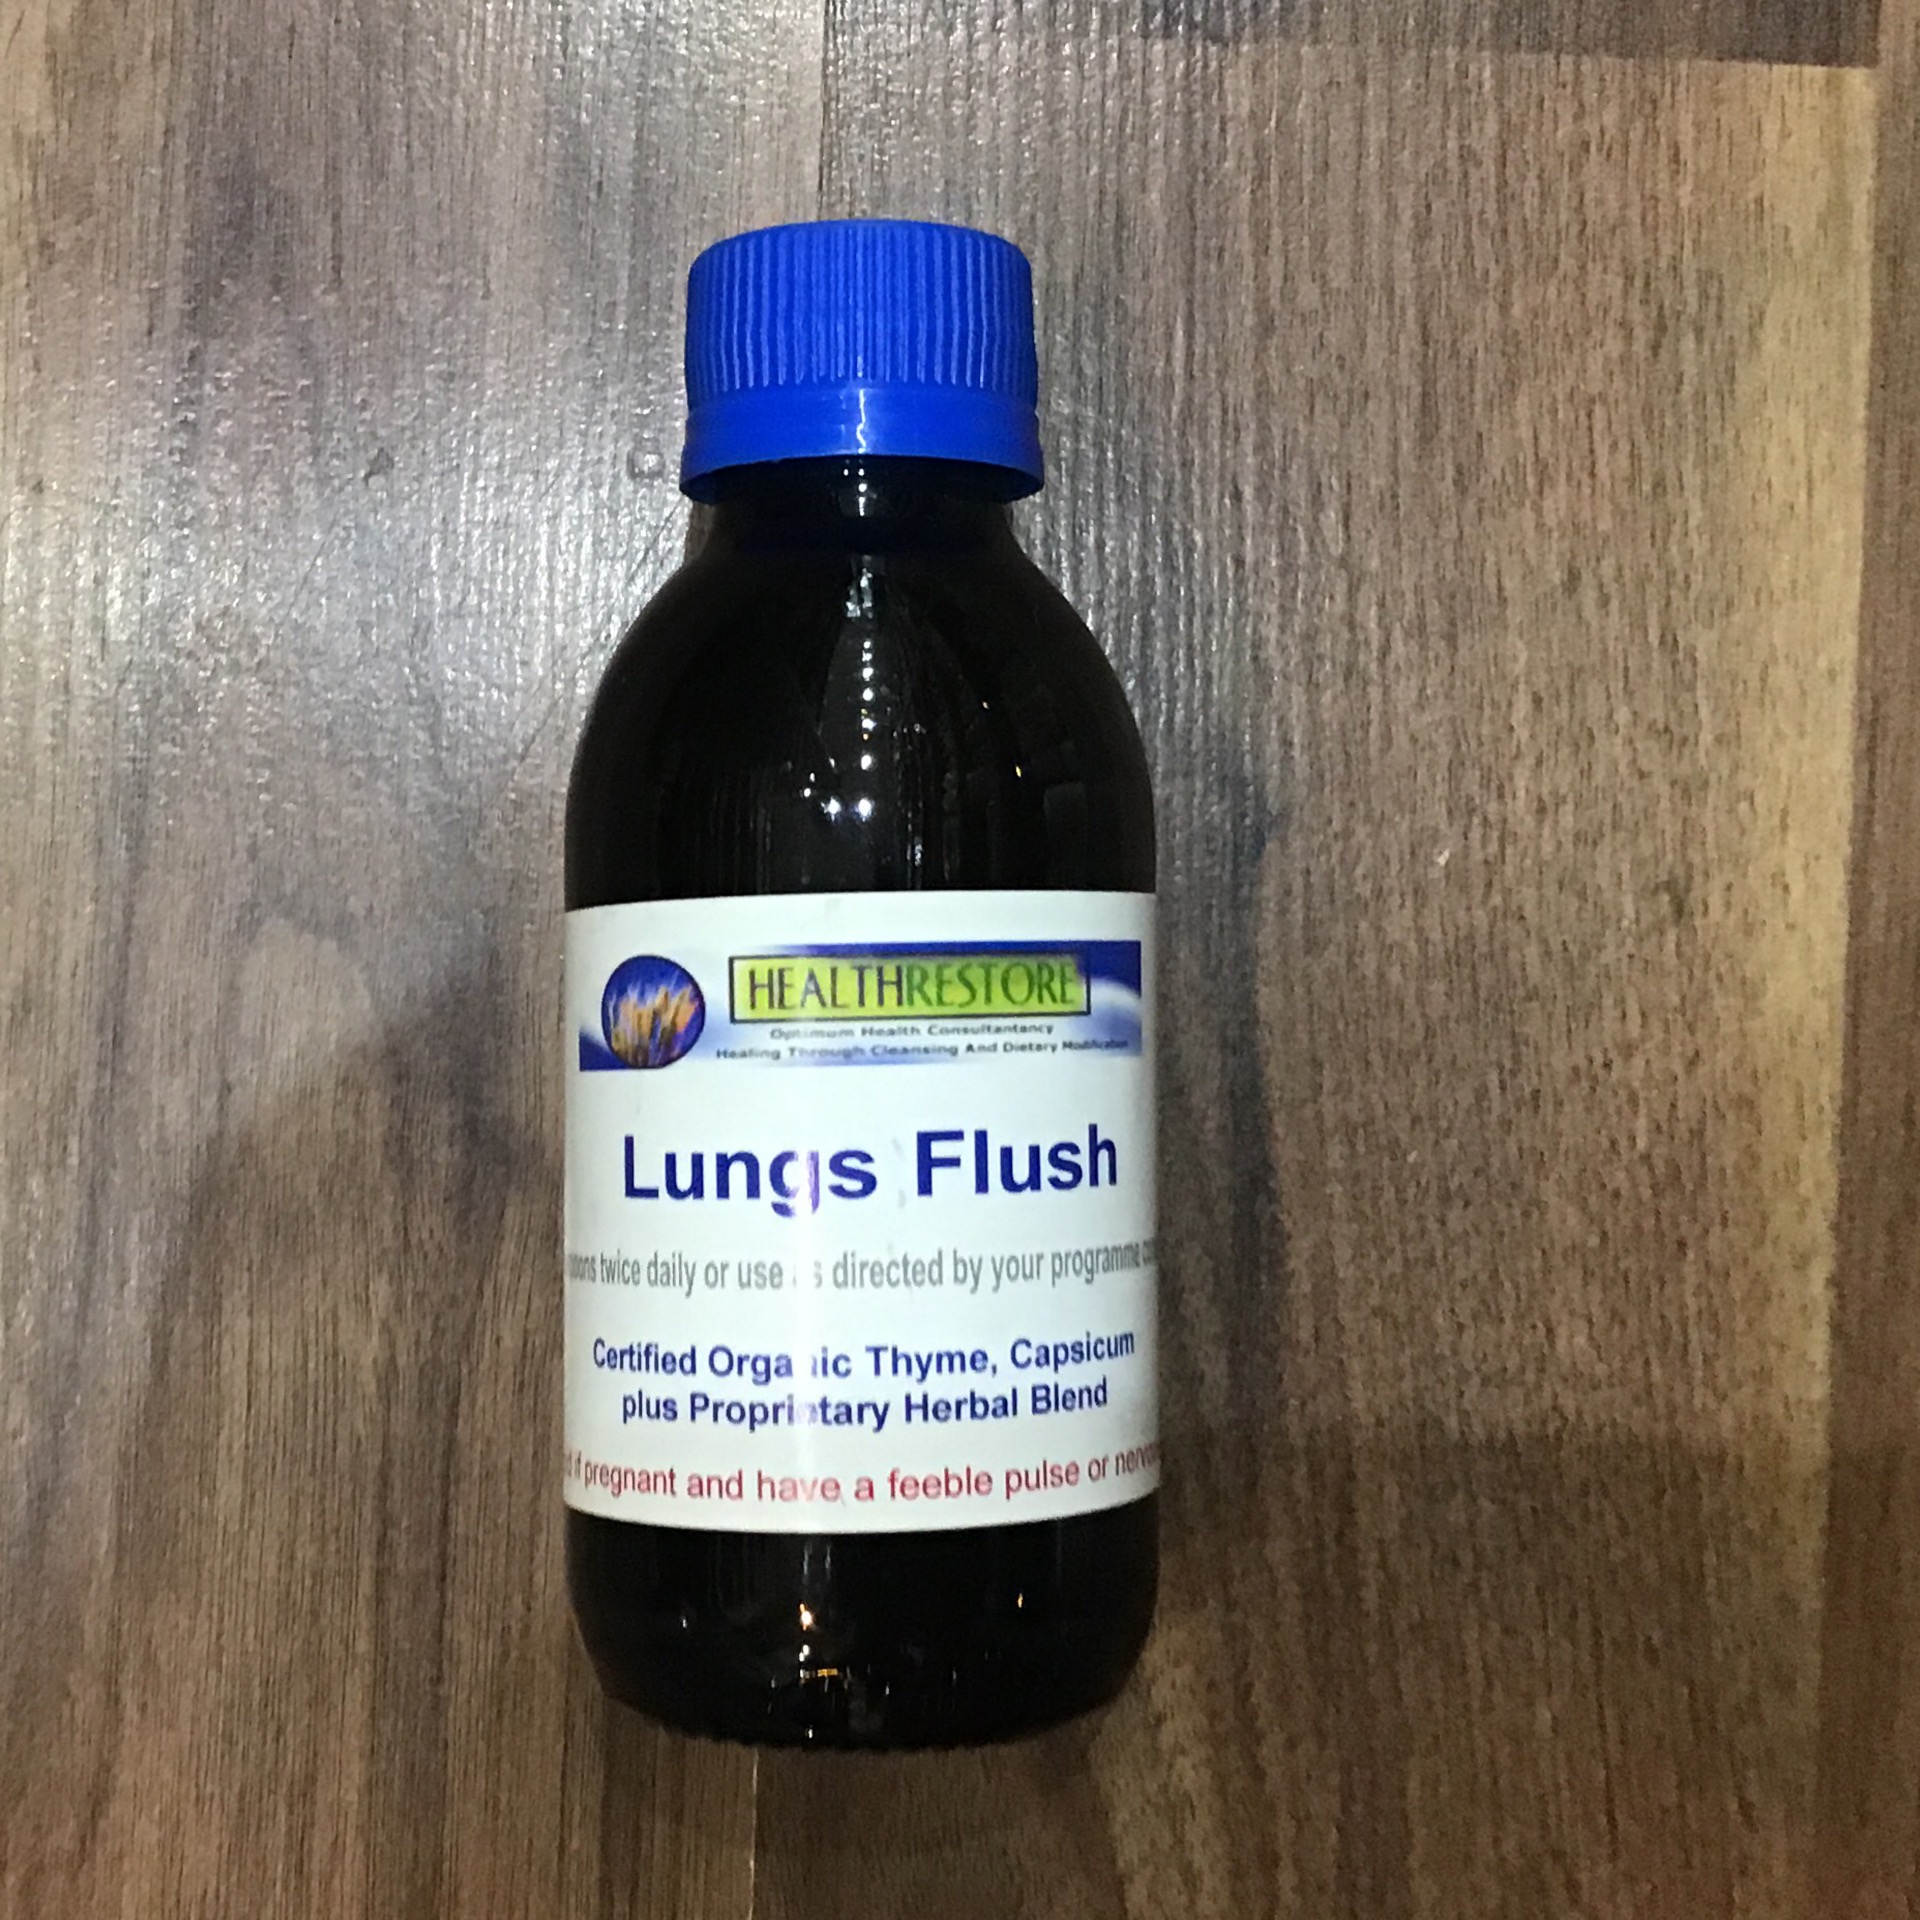 HEALTHRESTORE
Optimum Health Consultantancy
Healing Through Cleansing And Dietary Modification
Lungs Flush
twice daily or use as directed by your programme
Certified Organic Thyme, Capsicum
plus Proprietary Herbal Blend
if pregnant and have a feeble pulse or